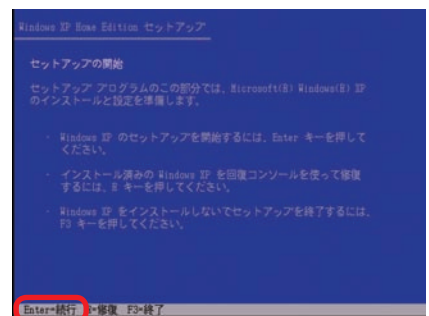 Windows XP Home Edition セットアップ
セットアップの開始
セットアップ プログラムのこの部分では、Microsoft(R) Windows(R) XP
のインストールと設定を準備します。
・ Windows XP のセットアップを開始するには、Enter キーを押して
ください。
・ インストール済みの Windows XP を回復コンソールを使って修復
するには、R キーを押してください。
・ Windows XP をインストールしないでセットアップを終了するには、
F3 キーを押してください。
Enter=続行 R=修復 F3=終了